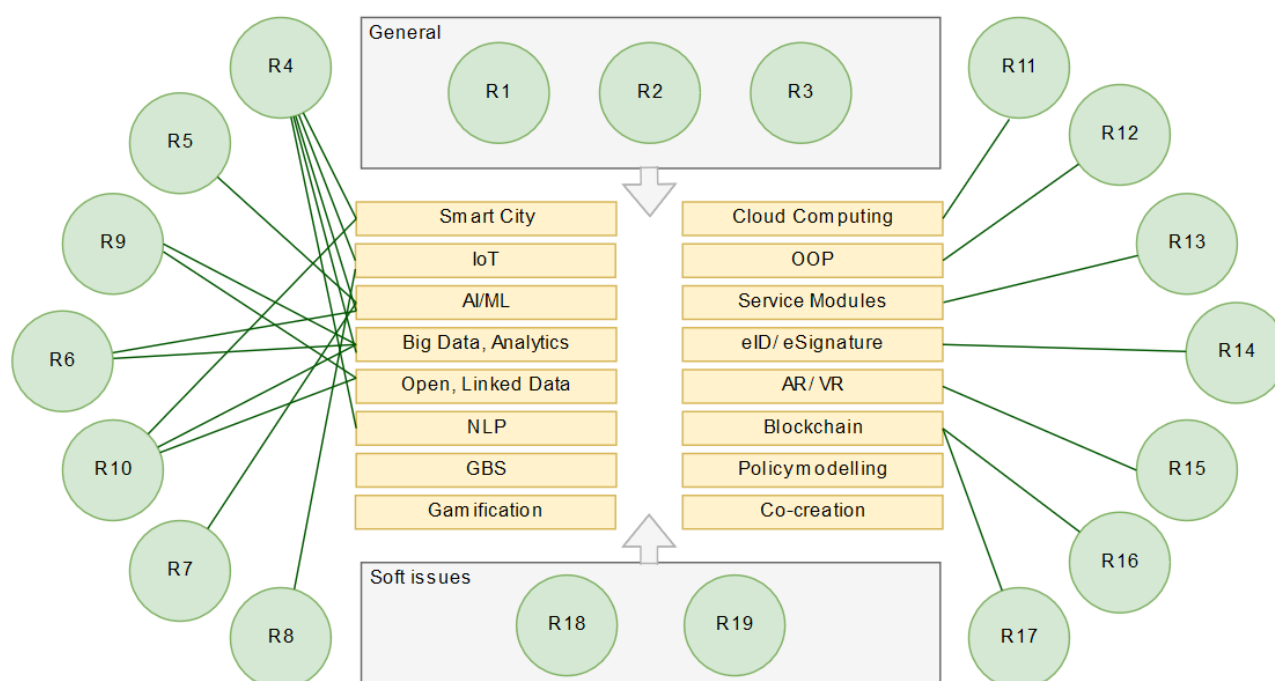 General
R1
R2
R3
R4
R5
R9
R6
R10
R7
R8
Smart City
IoT
AI/ML
Big Data, Analytics
Open, Linked Data
NLP
GBS
Gamification
Cloud Computing
OOP
Service Modules
eID/ eSignature
AR/ VR
Blockchain
Policy modelling
Co-creation
R11
R12
R13
R14
R15
R16
R17
Soft issues
R18
R19